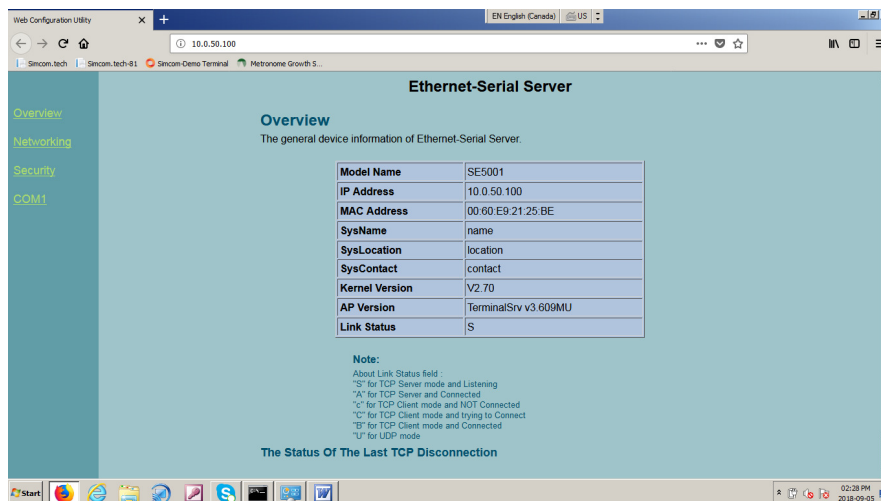 Web Configuration Utility
EN English (Canada) US
10.0.50.100
Simcom.tech Simcom.tech-81 Simcom-Demo Terminal Metronome Growth S...
Ethernet-Serial Server
Overview
Networking
Security
COM1
Overview
The general device information of Ethernet-Serial Server.
Model Name SE5001
IP Address 10.0.50.100
MAC Address 00:60:E9:21:25:BE
SysName name
SysLocation location
SysContact contact
Kernel Version V2.70
AP Version TerminalSrv v3.609MU
Link Status S
Note:
About Link Status field :
"S" for TCP Server mode and Listening
"A" for TCP Server and Connected
"c" for TCP Client mode and NOT Connected
"C" for TCP Client mode and trying to Connect
"B" for TCP Client mode and Connected
"U" for UDP mode
The Status Of The Last TCP Disconnection
Start
02:28 PM
2018-09-05